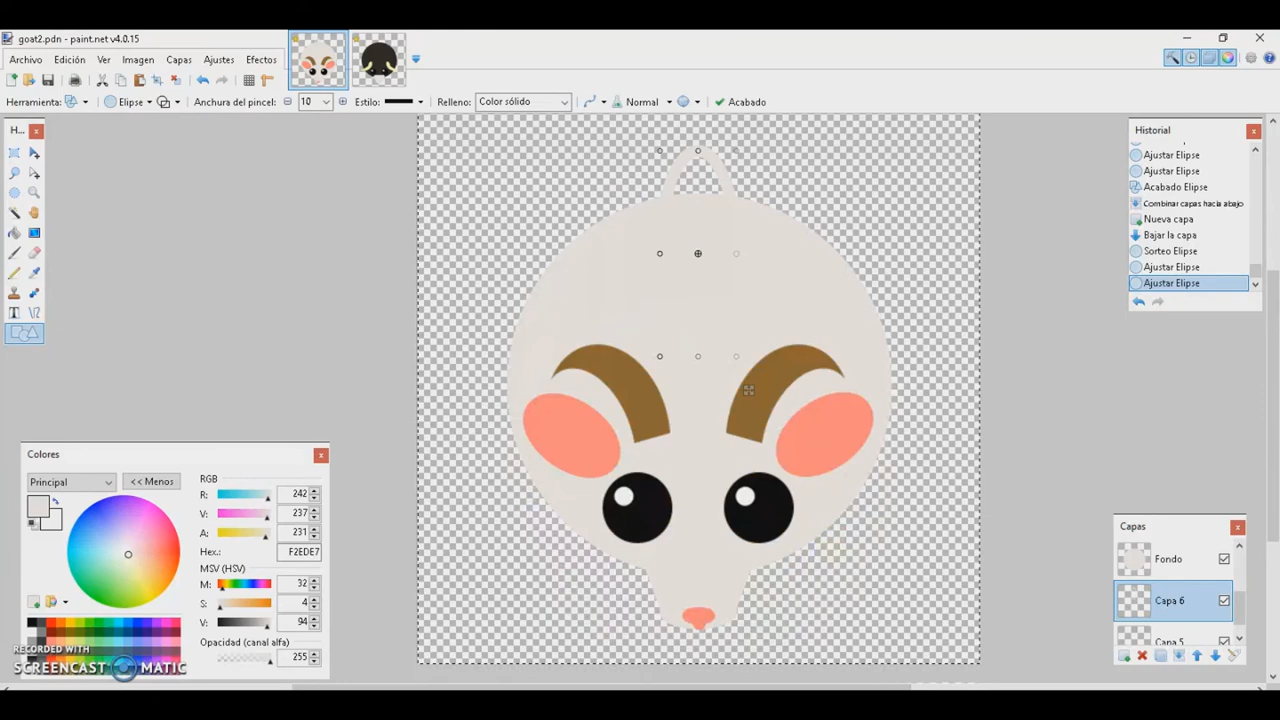 goat2.pdn - paint.net v4.0.15
Archivo Edición Ver Imagen Capas Ajustes Efectos
Herramienta: Elipse Anchura del pincel: 10 Estilo: Relleno: Color sólido Normal Acabado
H...
Historial
Ajustar Elipse
Ajustar Elipse
Acabado Elipse
Combinar capas hacia abajo
Nueva capa
Bajar la capa
Sorteo Elipse
Ajustar Elipse
Ajustar Elipse
Colores
Principal << Menos
RGB
R: 242
V: 237
A: 231
Hex.: F2EDE7
MSV (HSV)
M: 32
S: 4
V: 94
Opacidad (canal alfa)
255
RECORDED WITH
SCREENCAST MATIC
Capas
Fondo
Capa 6
Capa 5